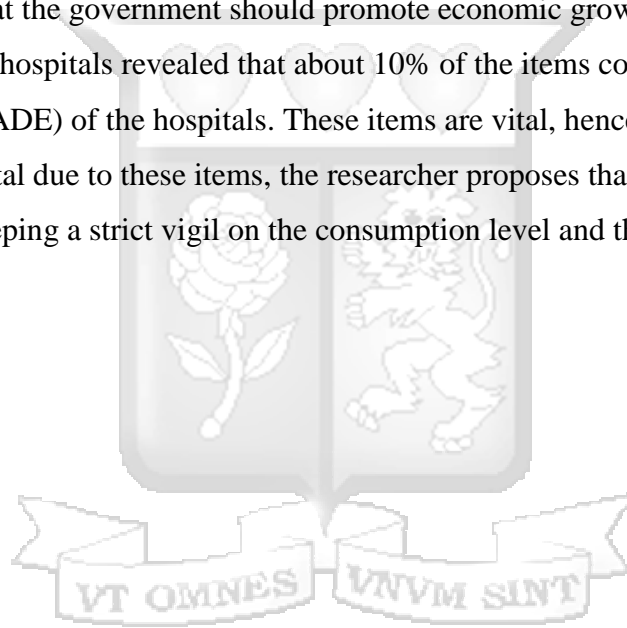 at the government should promote economic grow
hospitals revealed that about 10% of the items co
ADE) of the hospitals. These items are vital, hence
tal due to these items, the researcher proposes tha
eping a strict vigil on the consumption level and th
VT OMNES VNVM SINT